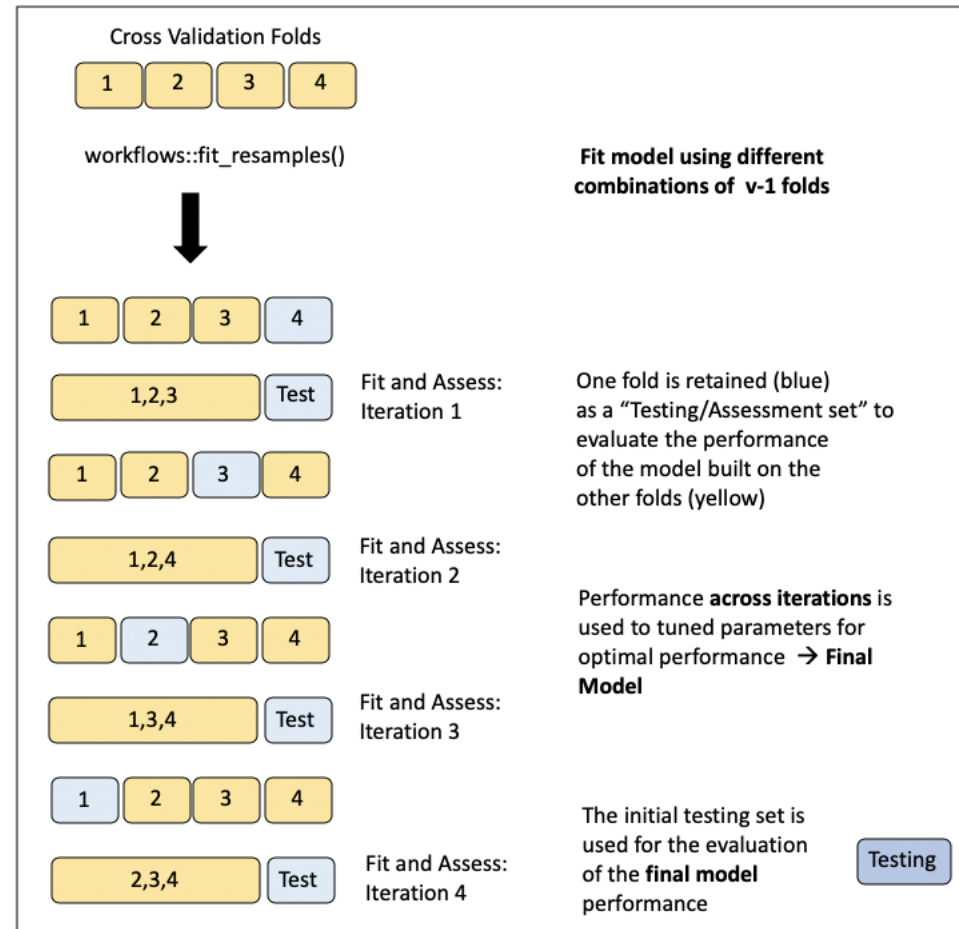 Cross Validation Folds
1 2 3 4
workflows::fit_resamples()
Fit model using different
combinations of v-1 folds
1 2 3 4
1,2,3 Test
Fit and Assess:
Iteration 1
One fold is retained (blue)
as a “Testing/Assessment set” to
evaluate the performance
of the model built on the
other folds (yellow)
1 2 3 4
1,2,4 Test
Fit and Assess:
Iteration 2
Performance across iterations is
used to tuned parameters for
optimal performance → Final
Model
1 2 3 4
1,3,4 Test
Fit and Assess:
Iteration 3
1 2 3 4
2,3,4 Test
Fit and Assess:
Iteration 4
The initial testing set is
used for the evaluation
of the final model
performance
Testing